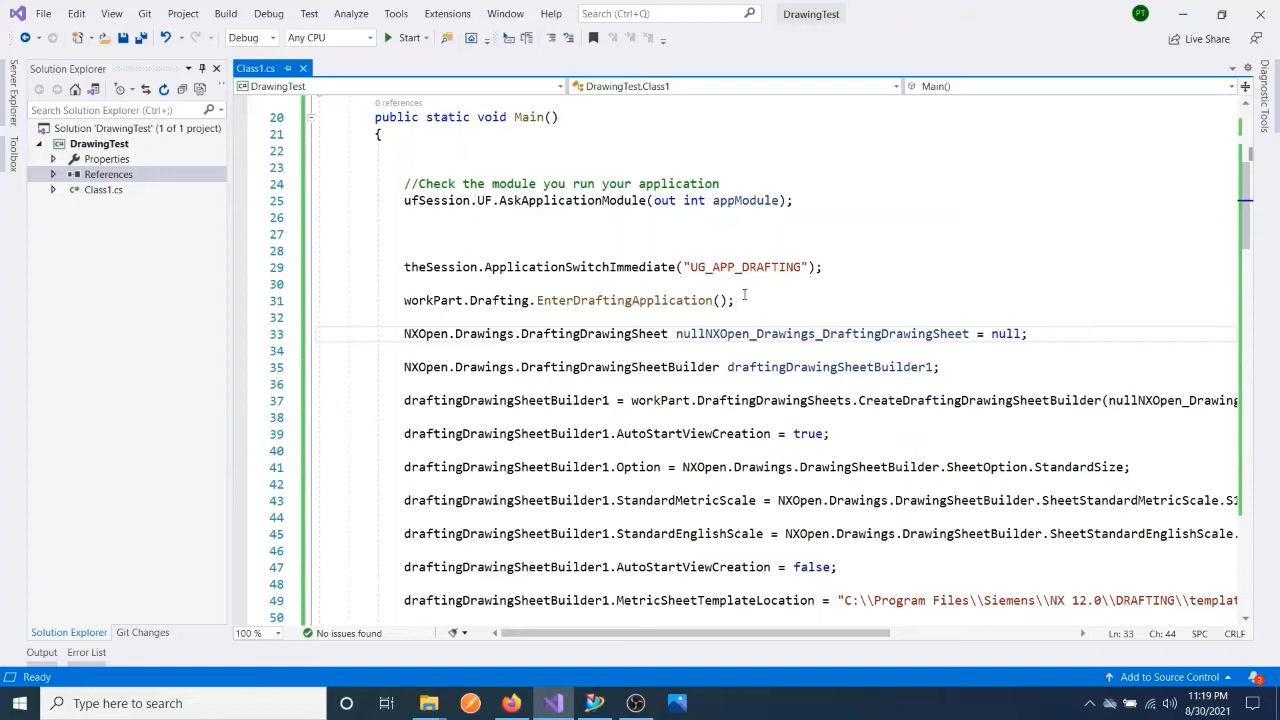 File Edit View Git Project Build Debug Test Analyze Tools Extensions Window Help Search (Ctrl+Q) DrawingTest PT
Debug Any CPU Start Live Share
Server Explorer
Toolbox
Solution Explorer
Search Solution Explorer (Ctrl+;)
Solution 'DrawingTest' (1 of 1 project)
DrawingTest
Properties
References
Class1.cs
Solution Explorer Git Changes
Class1.cs
DrawingTest DrawingTest.Class1 Main()
0 references
20 public static void Main()
21 {
22
23
24 //Check the module you run your application
25 ufSession.UF.AskApplicationModule(out int appModule);
26
27
28
29 theSession.ApplicationSwitchImmediate("UG_APP_DRAFTING");
30
31 workPart.Drafting.EnterDraftingApplication();
32
33 NXOpen.Drawings.DraftingDrawingSheet nullNXOpen_Drawings_DraftingDrawingSheet = null;
34
35 NXOpen.Drawings.DraftingDrawingSheetBuilder draftingDrawingSheetBuilder1;
36
37 draftingDrawingSheetBuilder1 = workPart.DraftingDrawingSheets.CreateDraftingDrawingSheetBuilder(nullNXOpen_Drawing
38
39 draftingDrawingSheetBuilder1.AutoStartViewCreation = true;
40
41 draftingDrawingSheetBuilder1.Option = NXOpen.Drawings.DrawingSheetBuilder.SheetOption.StandardSize;
42
43 draftingDrawingSheetBuilder1.StandardMetricScale = NXOpen.Drawings.DrawingSheetBuilder.SheetStandardMetricScale.S1
44
45 draftingDrawingSheetBuilder1.StandardEnglishScale = NXOpen.Drawings.DrawingSheetBuilder.SheetStandardEnglishScale.
46
47 draftingDrawingSheetBuilder1.AutoStartViewCreation = false;
48
49 draftingDrawingSheetBuilder1.MetricSheetTemplateLocation = "C:\\Program Files\\Siemens\\NX 12.0\\DRAFTING\\templat
50
100 % No issues found Ln: 33 Ch: 44 SPC CRLF
Diagnostic Tools
Output Error List
Ready Add to Source Control 3
Type here to search
11:19 PM
8/30/2021